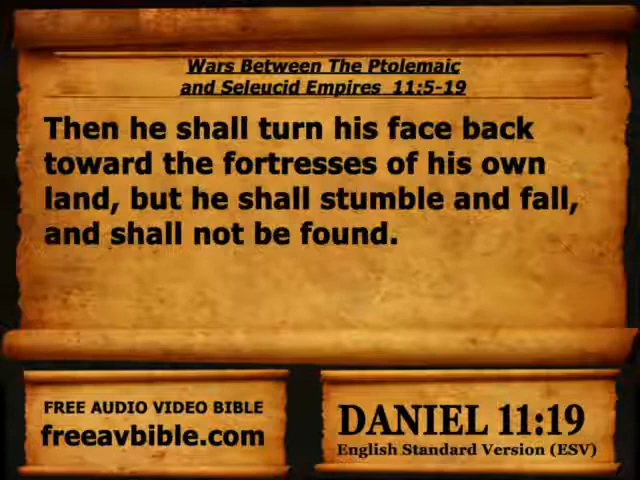 Wars Between The Ptolemaic
and Seleucid Empires 11:5-19
Then he shall turn his face back
toward the fortresses of his own
land, but he shall stumble and fall,
and shall not be found.
FREE AUDIO VIDEO BIBLE
freeavbible.com
DANIEL 11:19
English Standard Version (ESV)